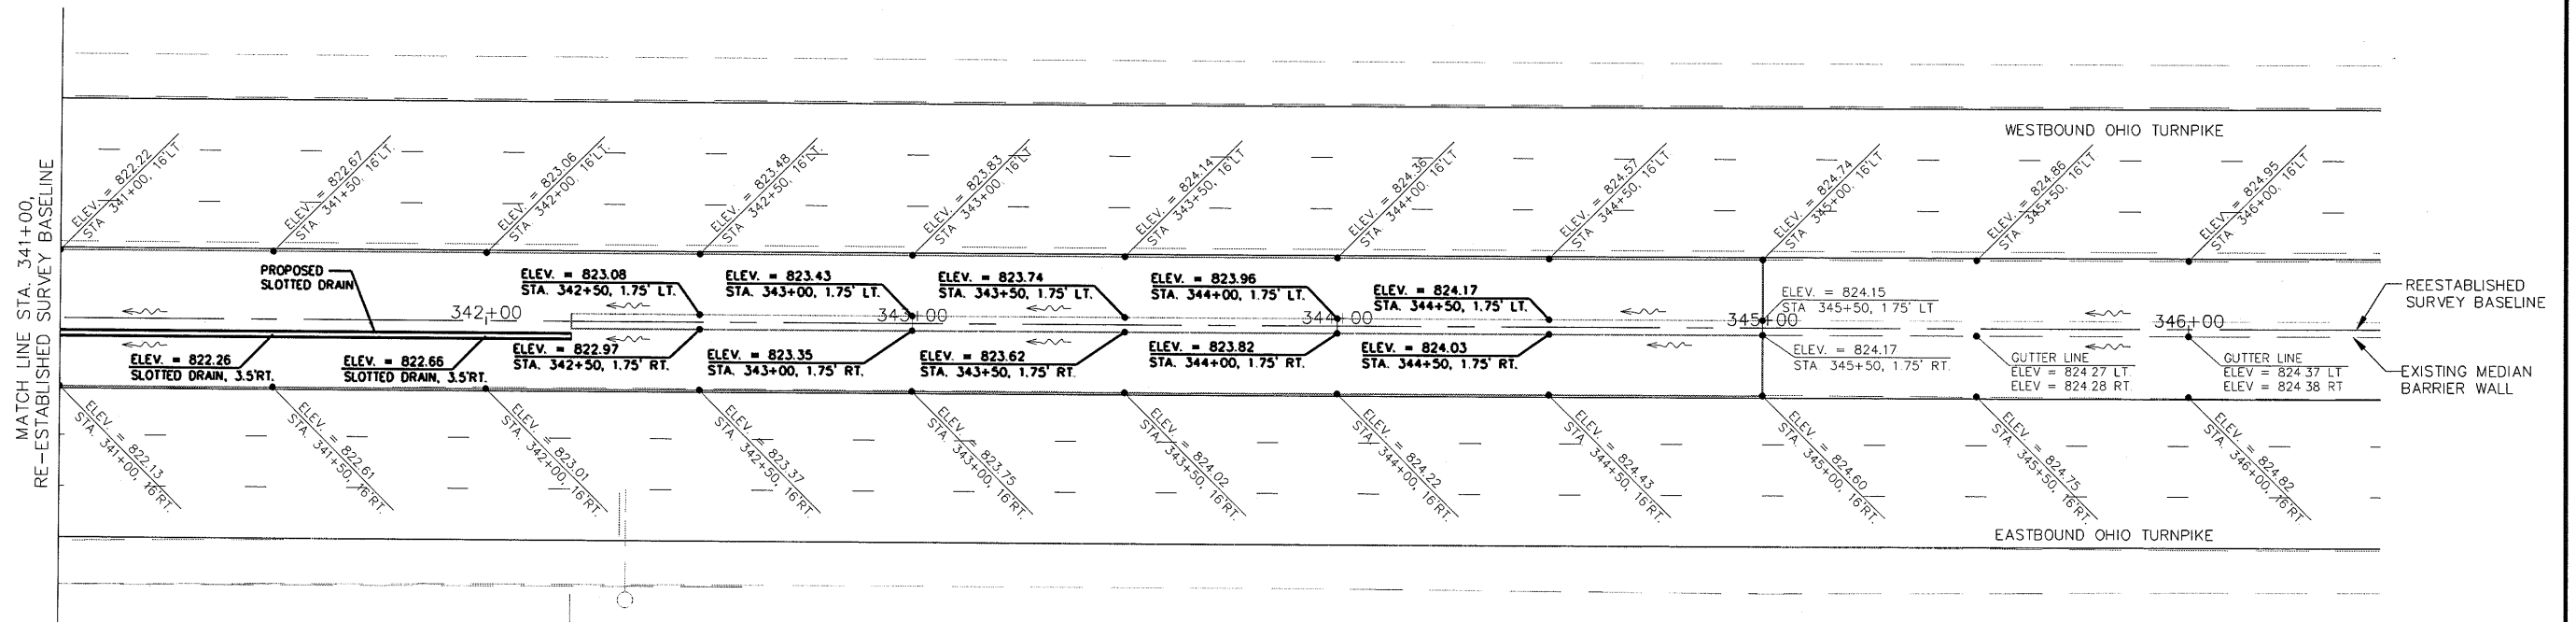 MATCH LINE STA. 341+00,
RE-ESTABLISHED SURVEY BASELINE
WESTBOUND OHIO TURNPIKE
ELEV. = 822.22
STA. 341+00, 16'LT
ELEV. = 822.67
STA. 341+50, 16'LT.
ELEV. = 823.06
STA. 342+00, 16'LT.
ELEV. = 823.48
STA 342+50, 16'LT.
ELEV. = 823.83
STA. 343+00, 16'LT
ELEV. = 824.14
STA. 343+50, 16'LT
ELEV. = 824.36
STA. 344+00, 16'LT
ELEV. = 824.57
STA. 344+50, 16'LT
ELEV. = 824.74
STA. 345+00, 16'LT
ELEV. = 824.86
STA. 345+50, 16'LT
ELEV. = 824.95
STA. 346+00, 16'LT
PROPOSED
SLOTTED DRAIN
ELEV. = 823.08
STA. 342+50, 1.75' LT.
ELEV. = 823.43
STA. 343+00, 1.75' LT.
ELEV. = 823.74
STA. 343+50, 1.75' LT.
ELEV. = 823.96
STA. 344+00, 1.75' LT.
ELEV. = 824.17
STA. 344+50, 1.75' LT.
ELEV. = 824.15
STA 345+50, 1.75' LT
REESTABLISHED
SURVEY BASELINE
342+00
343+00
344+00
345+00
346+00
ELEV. = 822.26
SLOTTED DRAIN, 3.5'RT.
ELEV. = 822.66
SLOTTED DRAIN, 3.5'RT.
ELEV. = 822.97
STA. 342+50, 1.75' RT.
ELEV. = 823.35
STA. 343+00, 1.75' RT.
ELEV. = 823.62
STA. 343+50, 1.75' RT.
ELEV. = 823.82
STA. 344+00, 1.75' RT.
ELEV. = 824.03
STA. 344+50, 1.75' RT.
ELEV. = 824.17
STA. 345+50, 1.75' RT.
GUTTER LINE
ELEV = 824.27 LT.
ELEV = 824.28 RT.
GUTTER LINE
ELEV = 824 37 LT
ELEV = 824 38 RT
EXISTING MEDIAN
BARRIER WALL
ELEV. = 822.13
STA. 341+00, 16'RT.
ELEV. = 822.61
STA. 341+50, 16'RT.
ELEV. = 823.01
STA. 342+00, 16'RT.
ELEV. = 823.37
STA. 342+50, 16'RT.
ELEV. = 823.75
STA. 343+00, 16'RT.
ELEV. = 824.02
STA. 343+50, 16'RT.
ELEV. = 824.22
STA. 344+00, 16'RT.
ELEV. = 824.43
STA. 344+50, 16'RT.
ELEV. = 824.60
STA. 345+00, 16'RT.
ELEV. = 824.75
STA. 345+50, 16'RT.
ELEV. = 824.82
STA. 346+00, 16'RT.
EASTBOUND OHIO TURNPIKE